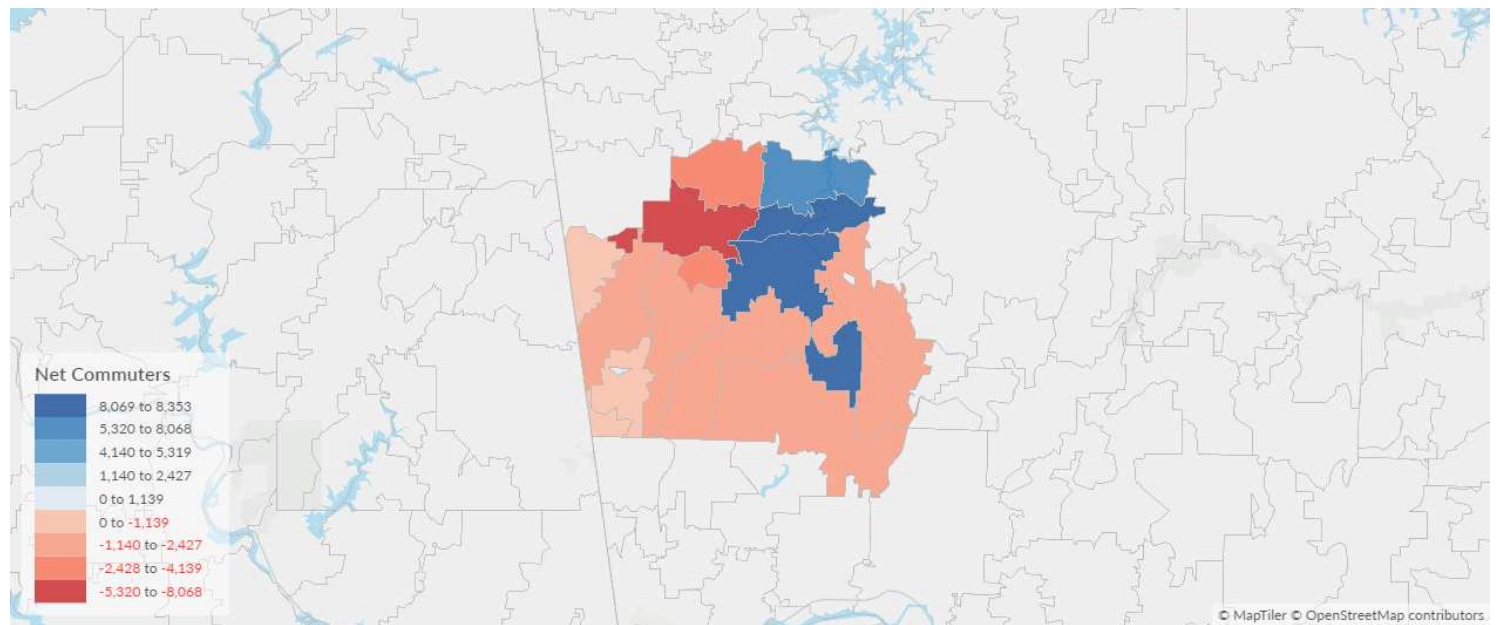 Net Commuters
8,069 to 8,353
5,320 to 8,068
4,140 to 5,319
1,140 to 2,427
0 to 1,139
0 to -1,139
-1,140 to -2,427
-2,428 to -4,139
-5,320 to -8,068
© MapTiler © OpenStreetMap contributors